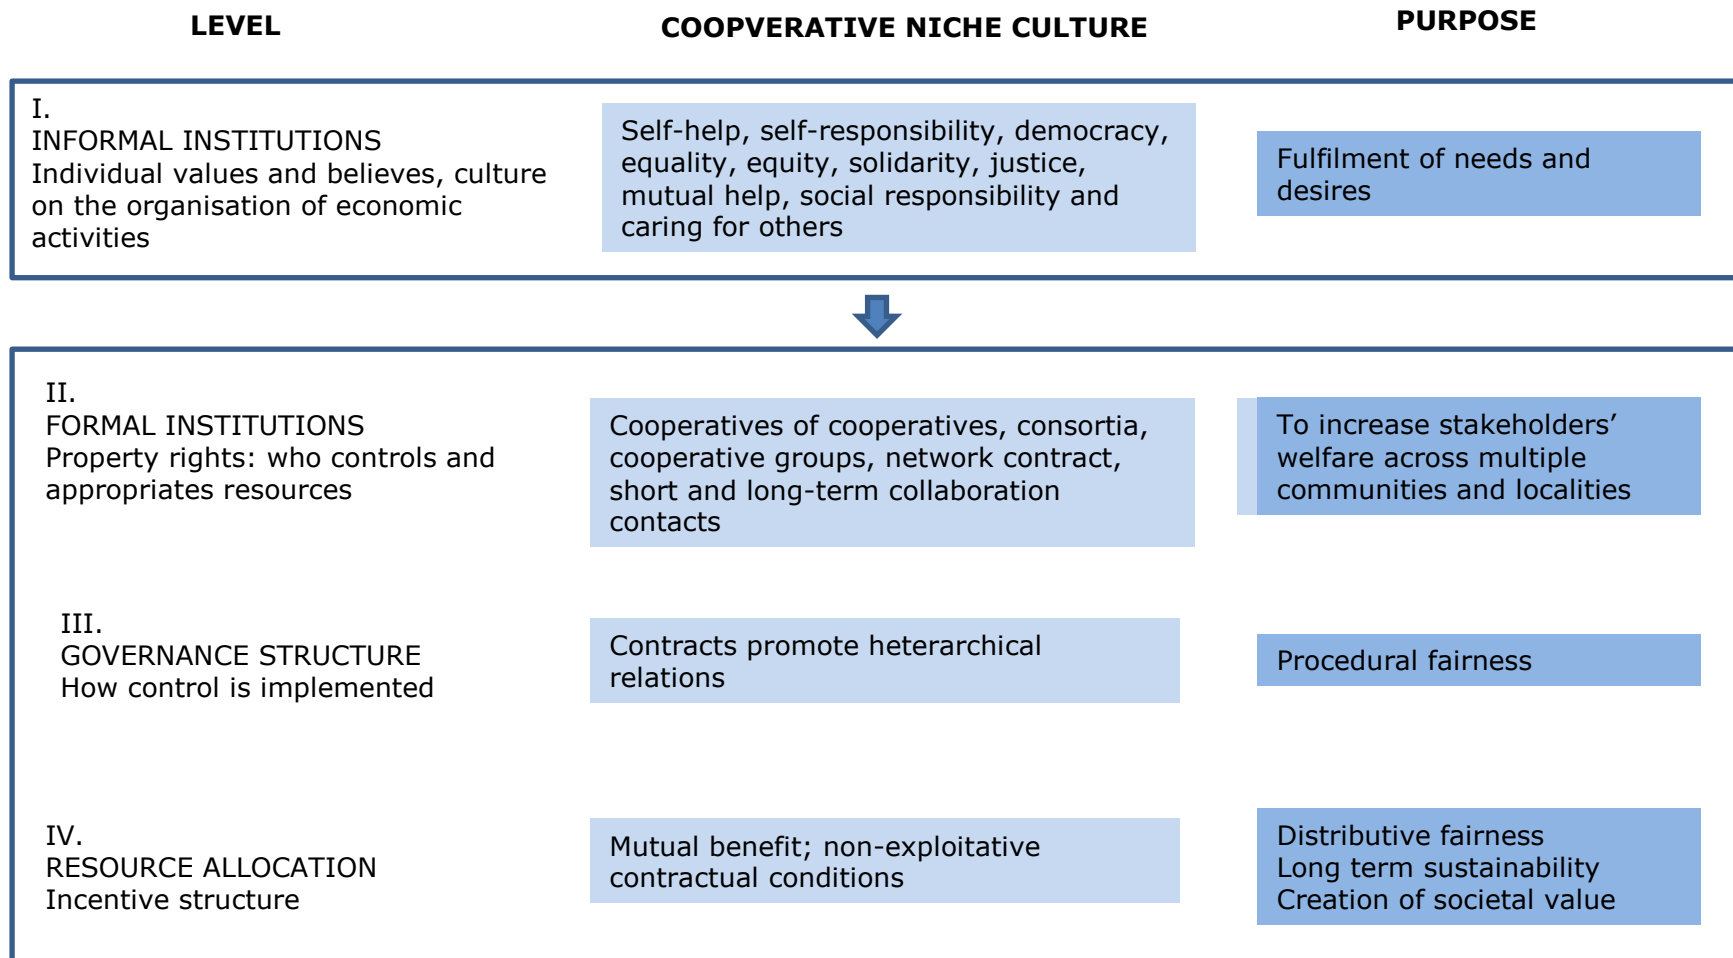 LEVEL
COOPVERATIVE NICHE CULTURE
PURPOSE
I.
INFORMAL INSTITUTIONS
Individual values and believes, culture
on the organisation of economic
activities
Self-help, self-responsibility, democracy,
equality, equity, solidarity, justice,
mutual help, social responsibility and
caring for others
Fulfilment of needs and
desires
II.
FORMAL INSTITUTIONS
Property rights: who controls and
appropriates resources
Cooperatives of cooperatives, consortia,
cooperative groups, network contract,
short and long-term collaboration
contacts
To increase stakeholders’
welfare across multiple
communities and localities
III.
GOVERNANCE STRUCTURE
How control is implemented
Contracts promote heterarchical
relations
Procedural fairness
IV.
RESOURCE ALLOCATION
Incentive structure
Mutual benefit; non-exploitative
contractual conditions
Distributive fairness
Long term sustainability
Creation of societal value